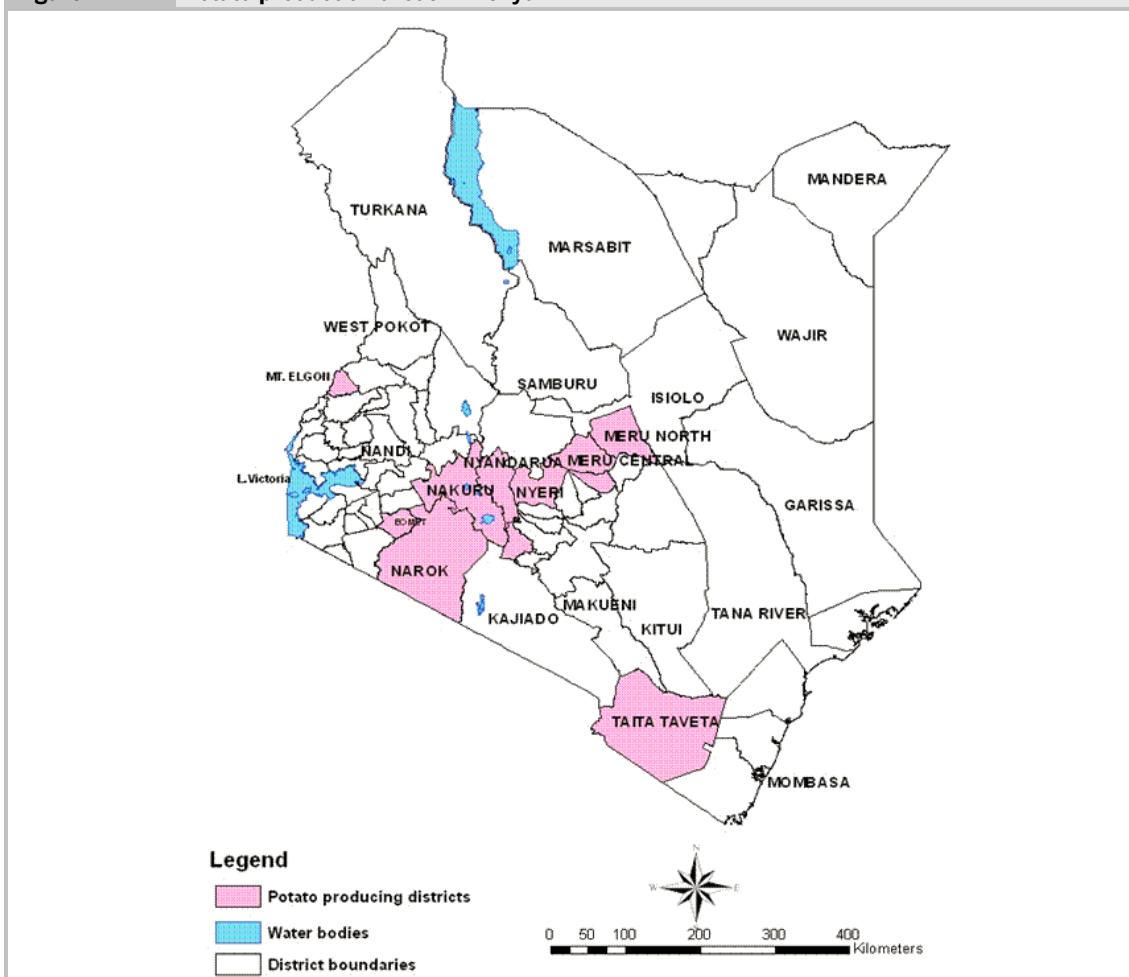 MANDERA
TURKANA
MARSABIT
WEST POKOT
WAJIR
MT. ELGON
SAMBURU
ISIOLO
MERU NORTH
NANDI
NYANDARUA
MERU CENTRAL
L.Victoria
NAKURU
NYERI
GARISSA
BOMET
NAROK
KAJIADO
MAKUENI
KITUI
TANA RIVER
TAITA TAVETA
MOMBASA
Legend
Potato producing districts
Water bodies
District boundaries
N
W
E
0 50 100 200 300 400
Kilometers